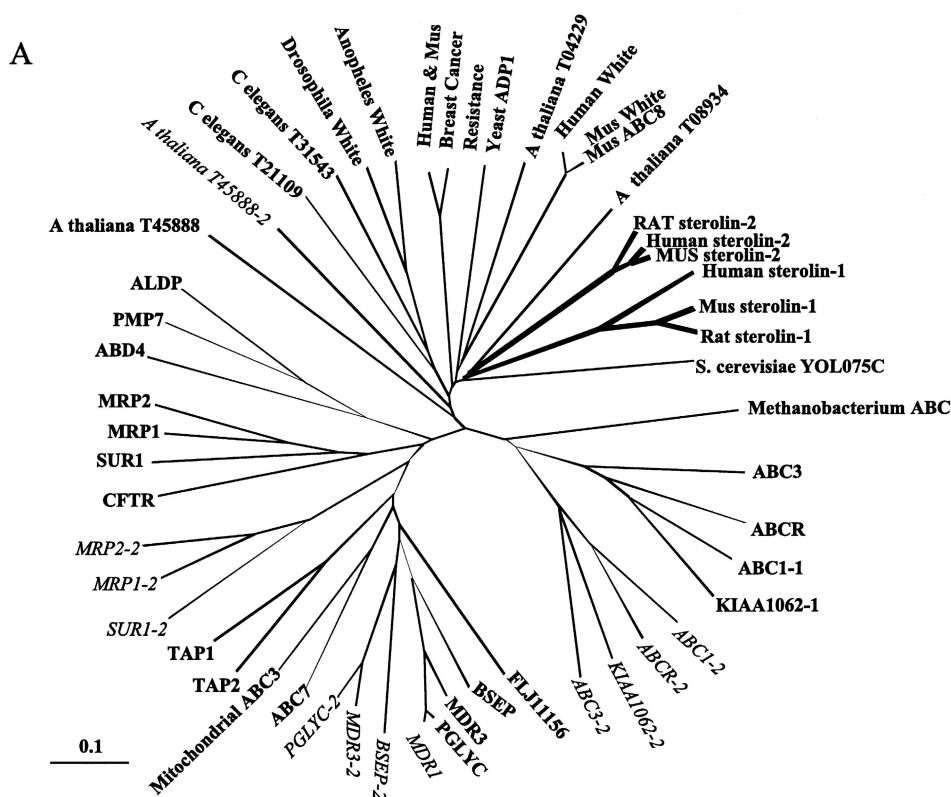 A
Drosophila White
Anopheles White
Human & Mus
Breast Cancer
Resistance
Yeast ADP1
A thaliana T04229
Human White
Mus White
Mus ABC8
A thaliana T08934
C elegans T31543
C elegans T21109
A thaliana T45888-2
A thaliana T45888
RAT sterolin-2
Human sterolin-2
MUS sterolin-2
Human sterolin-1
Mus sterolin-1
Rat sterolin-1
S. cerevisiae YOL075C
Methanobacterium ABC
ABC3
ABCR
ABC1-1
KIAA1062-1
ABC1-2
ABCR-2
KIAA1062-2
ABC3-2
FLJ11156
BSEP
MDR3
PGLYC
MDR1
BSEP-2
MDR3-2
PGLYC-2
ABC7
Mitochondrial ABC3
TAP2
TAP1
SUR1-2
MRP1-2
MRP2-2
CFTR
SUR1
MRP1
MRP2
ABD4
PMP7
ALDP
0.1